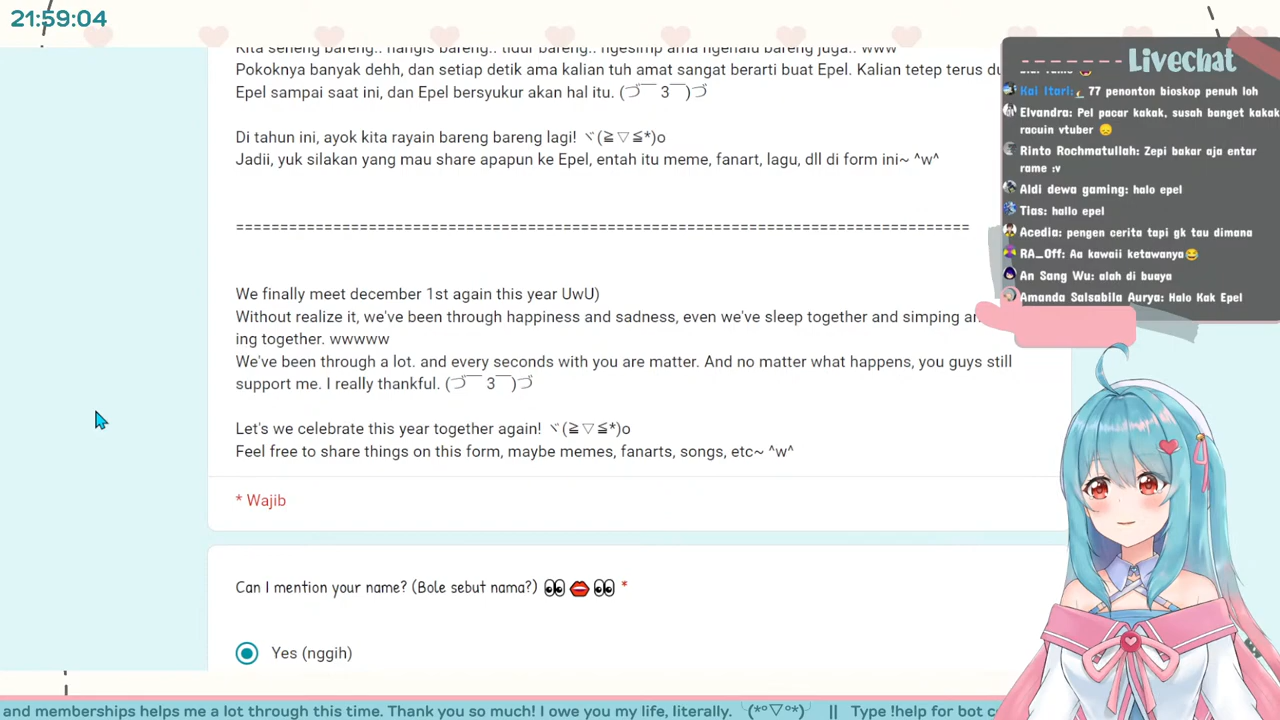 21:59:04
Kita seneng bareng.. nangis bareng.. tidur bareng.. ngesimp ama ngehalu bareng juga.. www
Pokoknya banyak dehh, dan setiap detik ama kalian tuh amat sangat berarti buat Epel. Kalian tetep terus du
Epel sampai saat ini, dan Epel bersyukur akan hal itu. (づ￣ 3￣)づ
Di tahun ini, ayok kita rayain bareng bareng lagi! ヾ(≧▽≦*)o
Jadii, yuk silakan yang mau share apapun ke Epel, entah itu meme, fanart, lagu, dll di form ini~ ^w^
==================================================================================
We finally meet december 1st again this year UwU)
Without realize it, we've been through happiness and sadness, even we've sleep together and simping an
ing together. wwwww
We've been through a lot. and every seconds with you are matter. And no matter what happens, you guys still
support me. I really thankful. (づ￣ 3￣)づ
Let's we celebrate this year together again! ヾ(≧▽≦*)o
Feel free to share things on this form, maybe memes, fanarts, songs, etc~ ^w^
* Wajib
Can I mention your name? (Bole sebut nama?) 👀👄👀 *
Yes (nggih)
Livechat
Kai Itari: 77 penonton bioskop penuh loh
Elvandra: Pel pacar kakak, susah banget kakak
racuin vtuber 😞
Rinto Rochmatullah: Zepi bakar aja entar
rame :v
Aldi dewa gaming: halo epel
Tias: hallo epel
Acedia: pengen cerita tapi gk tau dimana
RA_Off: Aa kawaii ketawanya😂
An Sang Wu: alah di buaya
Amanda Salsabila Aurya: Halo Kak Epel
and memberships helps me a lot through this time. Thank you so much! I owe you my life, literally. (*°▽°*) || Type !help for bot c